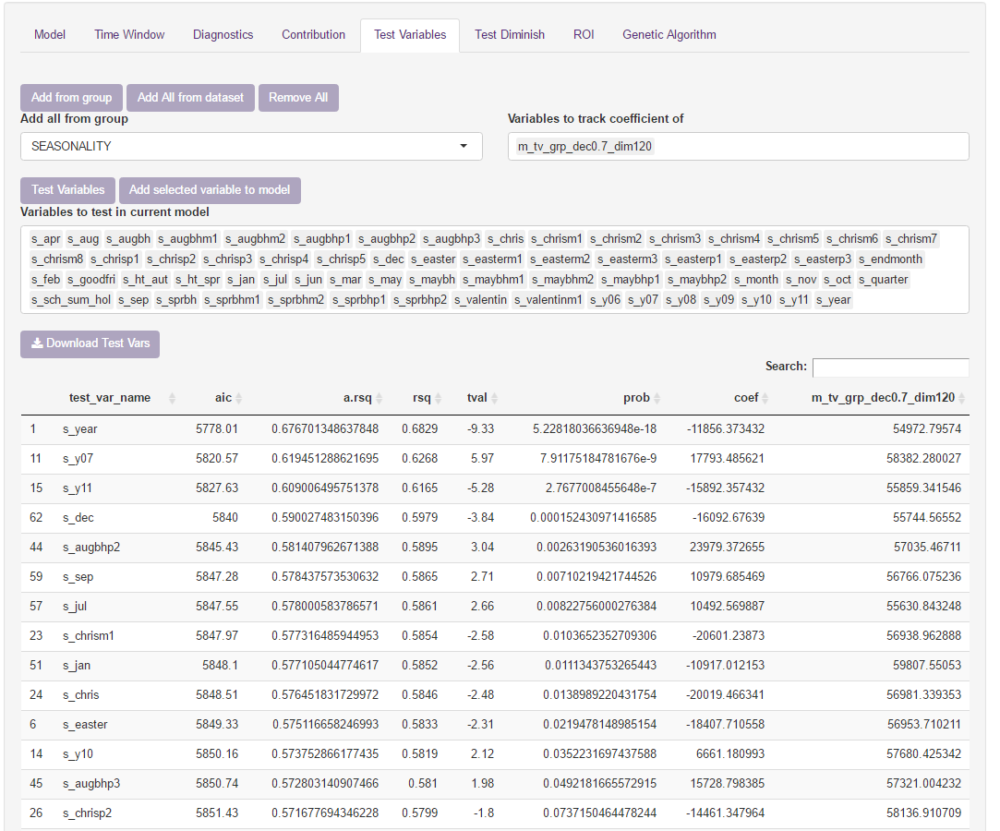 Model Time Window Diagnostics Contribution Test Variables Test Diminish ROI Genetic Algorithm
Add from group Add All from dataset Remove All
Add all from group Variables to track coefficient of
SEASONALITY m_tv_grp_dec0.7_dim120
Test Variables Add selected variable to model
Variables to test in current model
s_apr s_aug s_augbh s_augbhm1 s_augbhm2 s_augbhp1 s_augbhp2 s_augbhp3 s_chris s_chrism1 s_chrism2 s_chrism3 s_chrism4 s_chrism5 s_chrism6 s_chrism7
s_chrism8 s_chrisp1 s_chrisp2 s_chrisp3 s_chrisp4 s_chrisp5 s_dec s_easter s_easterm1 s_easterm2 s_easterm3 s_easterp1 s_easterp2 s_easterp3 s_endmonth
s_feb s_goodfri s_ht_aut s_ht_spr s_jan s_jul s_jun s_mar s_may s_maybh s_maybhm1 s_maybhm2 s_maybhp1 s_maybhp2 s_month s_nov s_oct s_quarter
s_sch_sum_hol s_sep s_sprbh s_sprbhm1 s_sprbhm2 s_sprbhp1 s_sprbhp2 s_valentin s_valentinm1 s_y06 s_y07 s_y08 s_y09 s_y10 s_y11 s_year
Download Test Vars
Search:
test_var_name aic a.rsq rsq tval prob coef m_tv_grp_dec0.7_dim120
1 s_year 5778.01 0.676701348637848 0.6829 -9.33 5.22818036636948e-18 -11856.373432 54972.79574
11 s_y07 5820.57 0.619451288621695 0.6268 5.97 7.91175184781676e-9 17793.485621 58382.280027
15 s_y11 5827.63 0.609006495751378 0.6165 -5.28 2.7677008455648e-7 -15892.357432 55859.341546
62 s_dec 5840 0.590027483150396 0.5979 -3.84 0.000152430971416585 -16092.67639 55744.56552
44 s_augbhp2 5845.43 0.581407962671388 0.5895 3.04 0.00263190536016393 23979.372655 57035.46711
59 s_sep 5847.28 0.578437573530632 0.5865 2.71 0.00710219421744526 10979.685469 56766.075236
57 s_jul 5847.55 0.578000583786571 0.5861 2.66 0.00822756000276384 10492.569887 55630.843248
23 s_chrism1 5847.97 0.577316485944953 0.5854 -2.58 0.0103652352709306 -20601.23873 56938.962888
51 s_jan 5848.1 0.577105044774617 0.5852 -2.56 0.0111343753265443 -10917.012153 59807.55053
24 s_chris 5848.51 0.576451831729972 0.5846 -2.48 0.0138989220431754 -20019.466341 56981.339353
6 s_easter 5849.33 0.575116658246993 0.5833 -2.31 0.0219478148985154 -18407.710558 56953.710211
14 s_y10 5850.16 0.573752866177435 0.5819 2.12 0.0352231697437588 6661.180993 57680.425342
45 s_augbhp3 5850.74 0.572803140907466 0.581 1.98 0.0492181665572915 15728.798385 57321.004232
26 s_chrisp2 5851.43 0.571677694346228 0.5799 -1.8 0.0737150464478244 -14461.347964 58136.910709